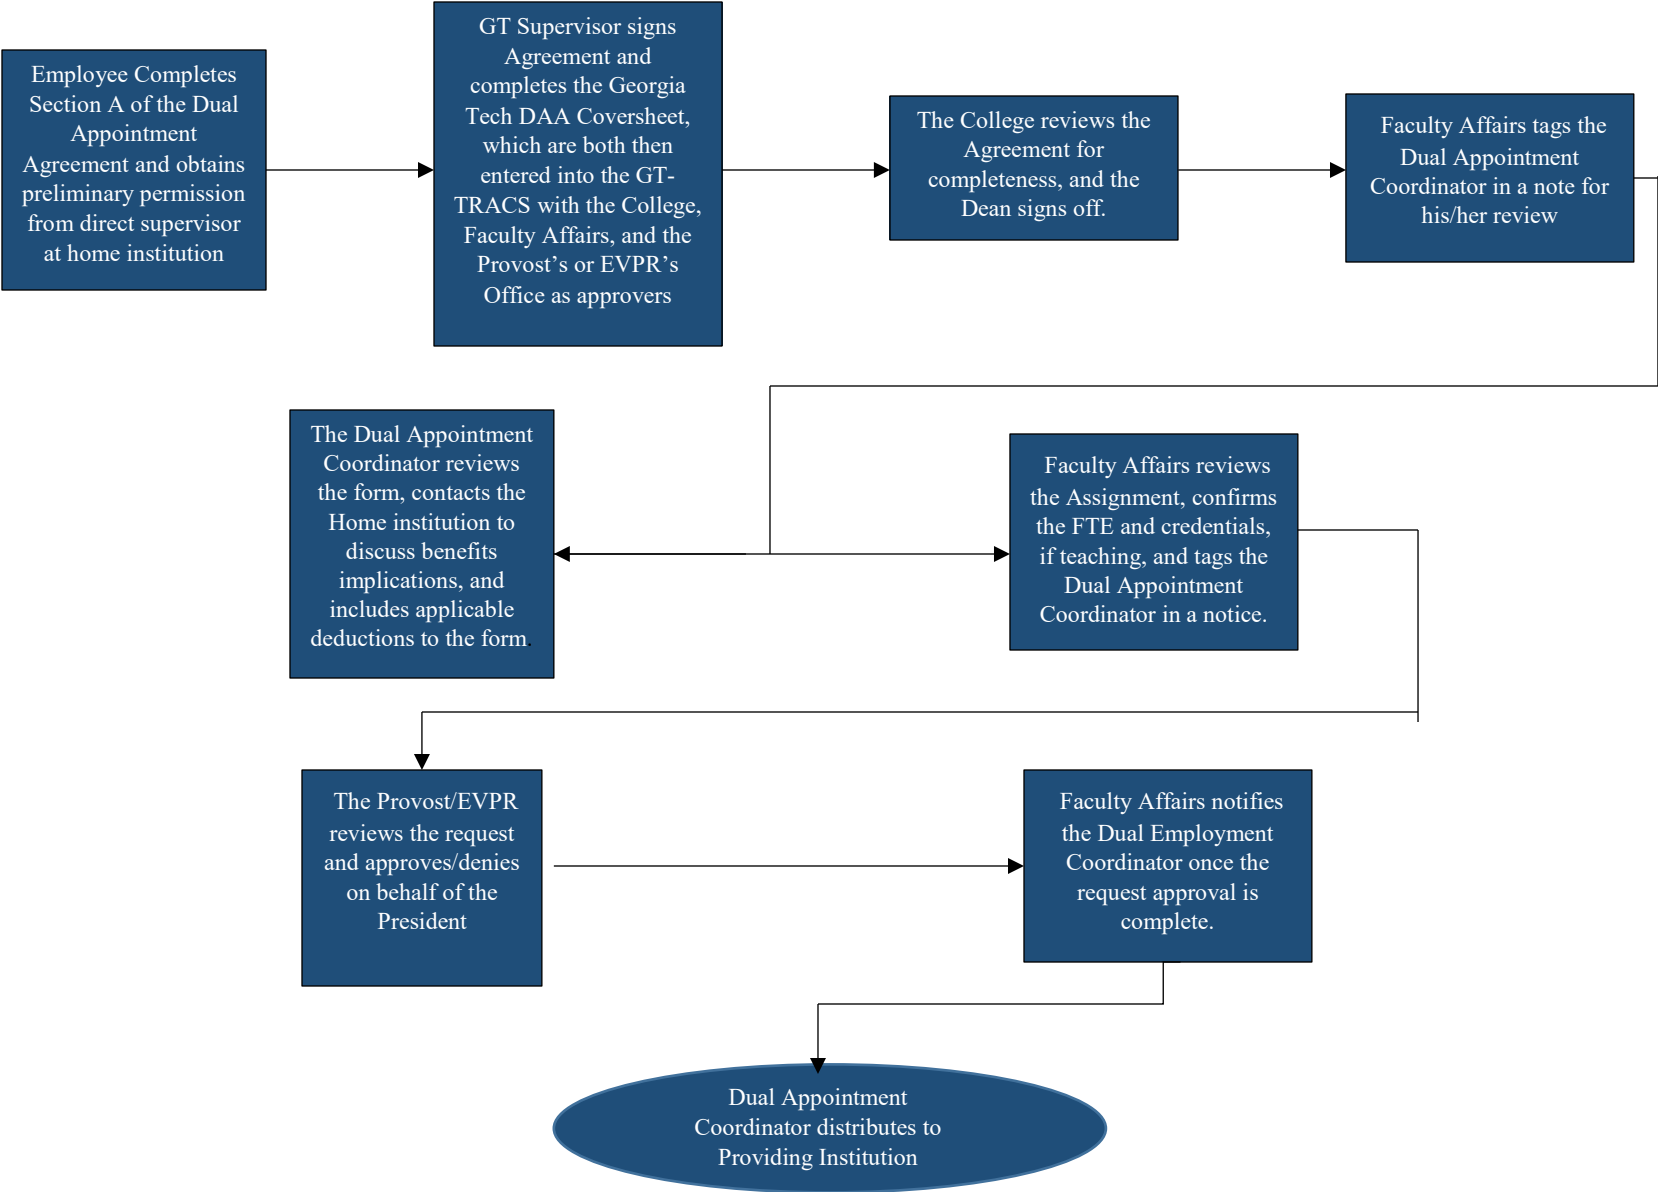 Employee Completes
Section A of the Dual
Appointment
Agreement and obtains
preliminary permission
from direct supervisor
at home institution
GT Supervisor signs
Agreement and
completes the Georgia
Tech DAA Coversheet,
which are both then
entered into the GT-
TRACS with the College,
Faculty Affairs, and the
Provost’s or EVPR’s
Office as approvers
The College reviews the
Agreement for
completeness, and the
Dean signs off.
Faculty Affairs tags the
Dual Appointment
Coordinator in a note for
his/her review
The Dual Appointment
Coordinator reviews
the form, contacts the
Home institution to
discuss benefits
implications, and
includes applicable
deductions to the form.
Faculty Affairs reviews
the Assignment, confirms
the FTE and credentials,
if teaching, and tags the
Dual Appointment
Coordinator in a notice.
The Provost/EVPR
reviews the request
and approves/denies
on behalf of the
President
Faculty Affairs notifies
the Dual Employment
Coordinator once the
request approval is
complete.
Dual Appointment
Coordinator distributes to
Providing Institution